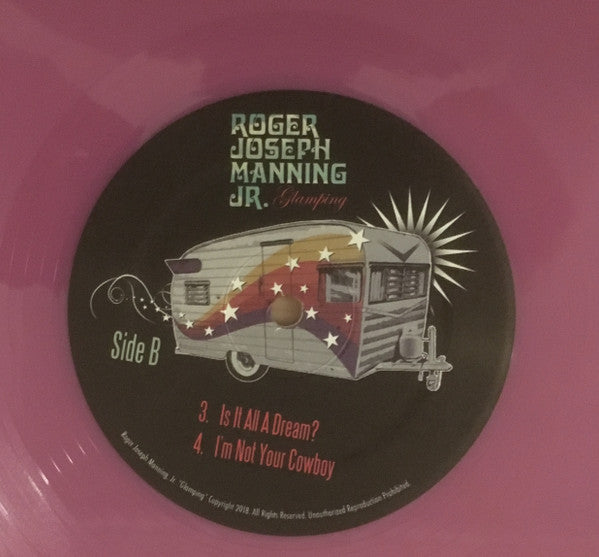 ROGER
JOSEPH
MANNING
JR. Glamping
Side B
3. Is It All A Dream?
4. I'm Not Your Cowboy
Roger Joseph Manning, Jr. "Glamping" Copyright 2018. All Rights Reserved. Unauthorized Reproduction Prohibited.